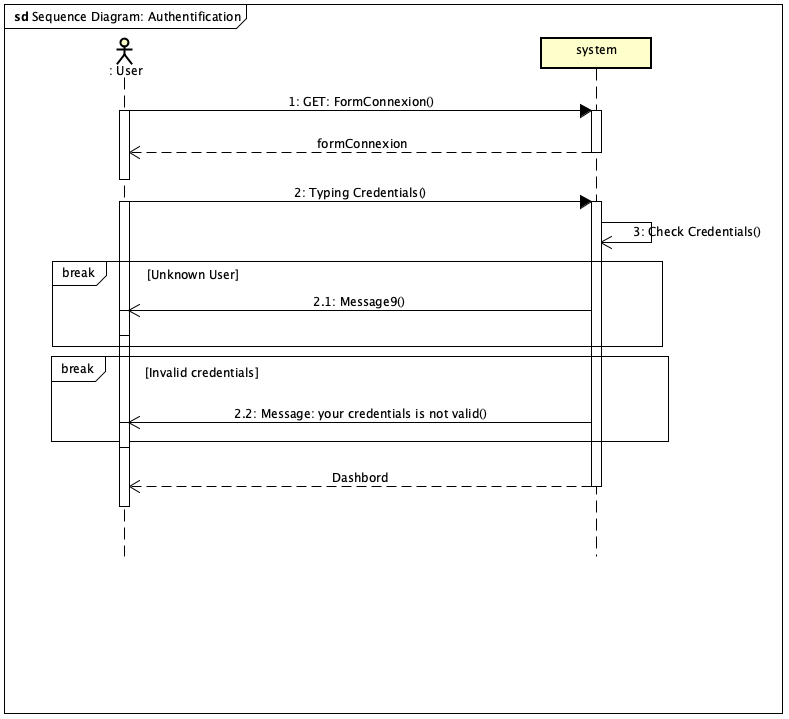 sd Sequence Diagram: Authentification
: User
system
1: GET: FormConnexion()
formConnexion
2: Typing Credentials()
3: Check Credentials()
break
[Unknown User]
2.1: Message9()
break
[Invalid credentials]
2.2: Message: your credentials is not valid()
Dashbord